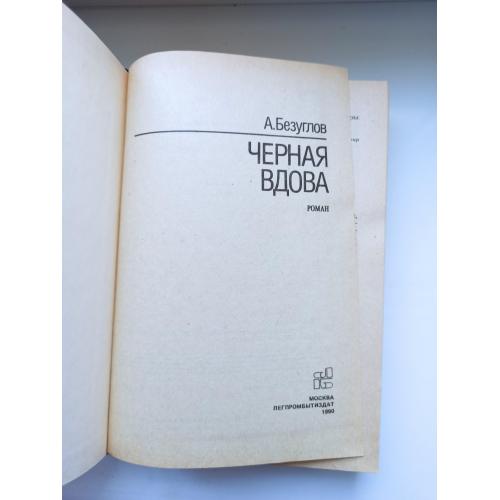 А.Безуглов
ЧЕРНАЯ
ВДОВА
РОМАН
МОСКВА
ЛЕГПРОМБЫТИЗДАТ
1990